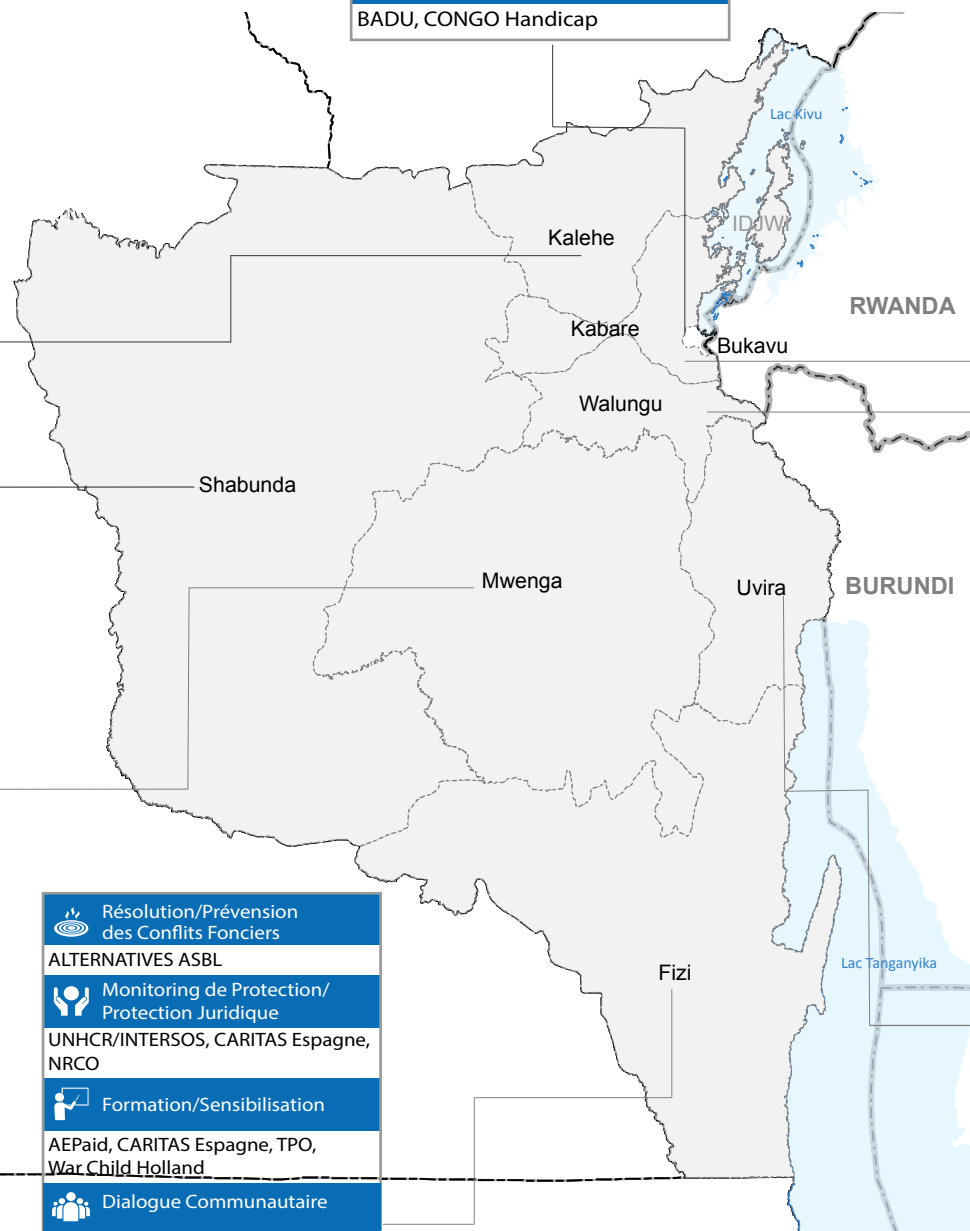 BADU, CONGO Handicap
Lac Kivu
IDJWI
Kalehe
RWANDA
Kabare
Bukavu
Walungu
Shabunda
Mwenga
Uvira
BURUNDI
Résolution/Prévension
des Conflits Fonciers
ALTERNATIVES ASBL
Monitoring de Protection/
Protection Juridique
UNHCR/INTERSOS, CARITAS Espagne,
NRCO
Formation/Sensibilisation
AEPaid, CARITAS Espagne, TPO,
War Child Holland
Dialogue Communautaire
Fizi
Lac Tanganyika